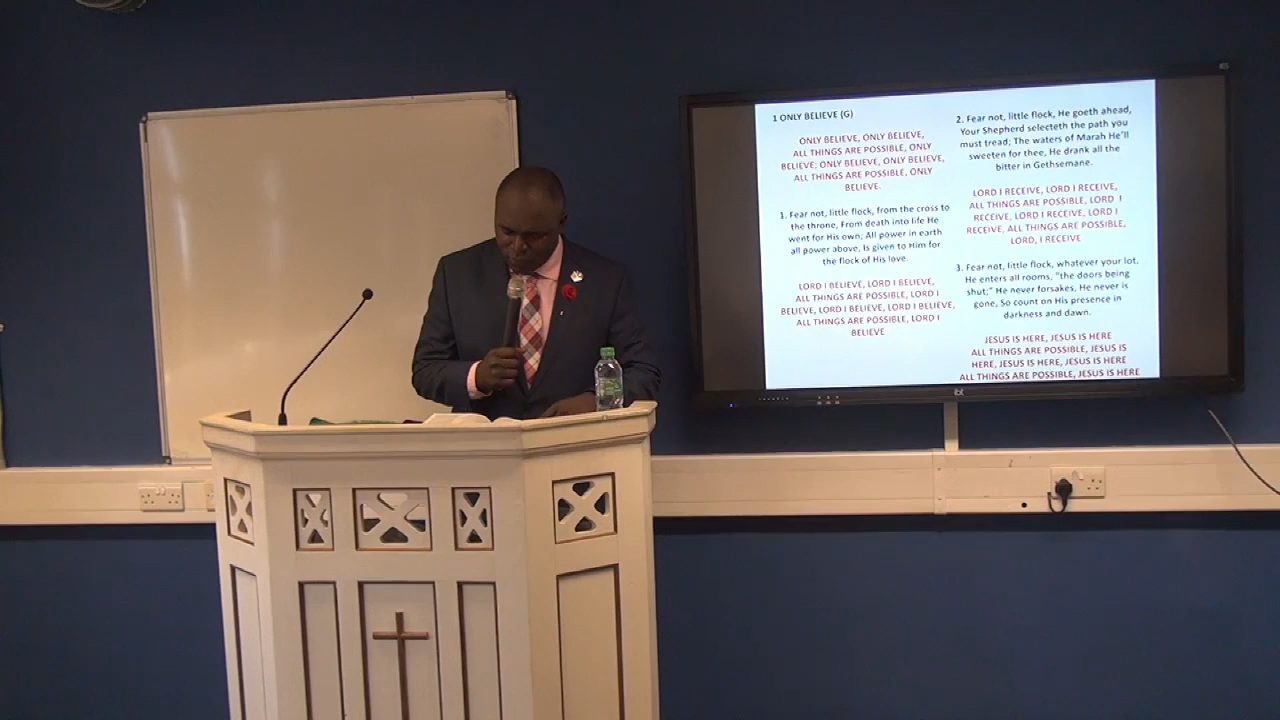 1 ONLY BELIEVE (G)
ONLY BELIEVE, ONLY BELIEVE,
ALL THINGS ARE POSSIBLE, ONLY
BELIEVE; ONLY BELIEVE, ONLY BELIEVE,
ALL THINGS ARE POSSIBLE, ONLY
BELIEVE.
1. Fear not, little flock, from the cross to
the throne, From death into life He
went for His own; All power in earth
all power above, Is given to Him for
the flock of His love.
LORD I BELIEVE, LORD I BELIEVE,
ALL THINGS ARE POSSIBLE, LORD I
BELIEVE, LORD I BELIEVE, LORD I BELIEVE,
ALL THINGS ARE POSSIBLE, LORD I
BELIEVE
2. Fear not, little flock, He goeth ahead,
Your Shepherd selecteth the path you
must tread; The waters of Marah He'll
sweeten for thee, He drank all the
bitter in Gethsemane.
LORD I RECEIVE, LORD I RECEIVE,
ALL THINGS ARE POSSIBLE, LORD I
RECEIVE, LORD I RECEIVE, LORD I
RECEIVE, ALL THINGS ARE POSSIBLE,
LORD, I RECEIVE
3. Fear not, little flock, whatever your lot,
He enters all rooms, "the doors being
shut;" He never forsakes, He never is
gone, So count on His presence in
darkness and dawn.
JESUS IS HERE, JESUS IS HERE
ALL THINGS ARE POSSIBLE, JESUS IS
HERE, JESUS IS HERE, JESUS IS HERE
ALL THINGS ARE POSSIBLE, JESUS IS HERE